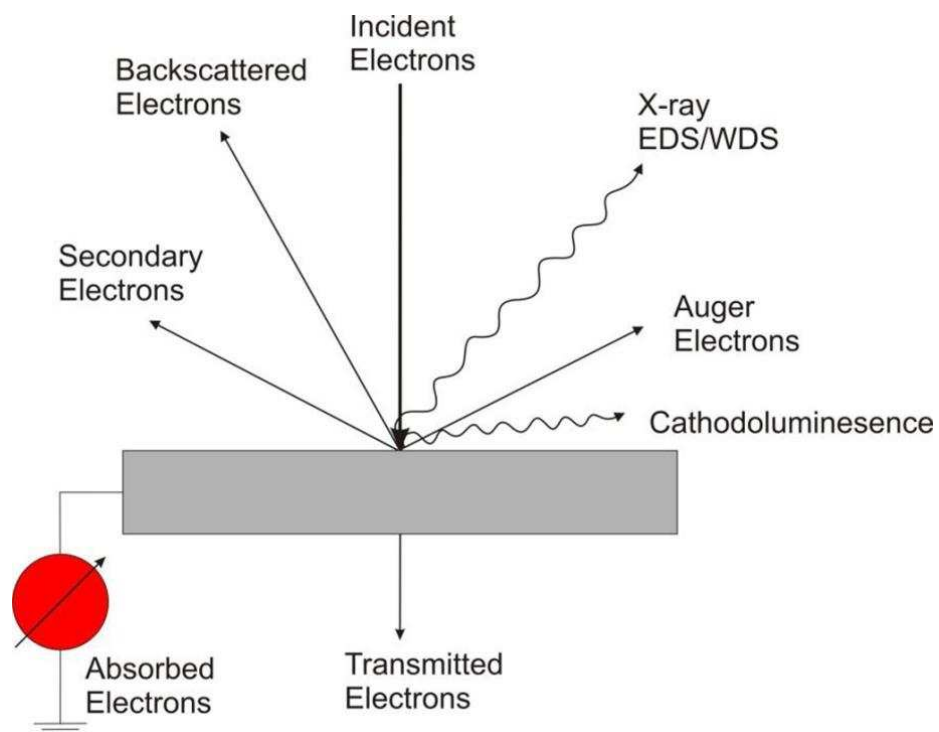 Incident
Electrons
Backscattered
Electrons
X-ray
EDS/WDS
Secondary
Electrons
Auger
Electrons
Cathodoluminesence
Absorbed
Electrons
Transmitted
Electrons